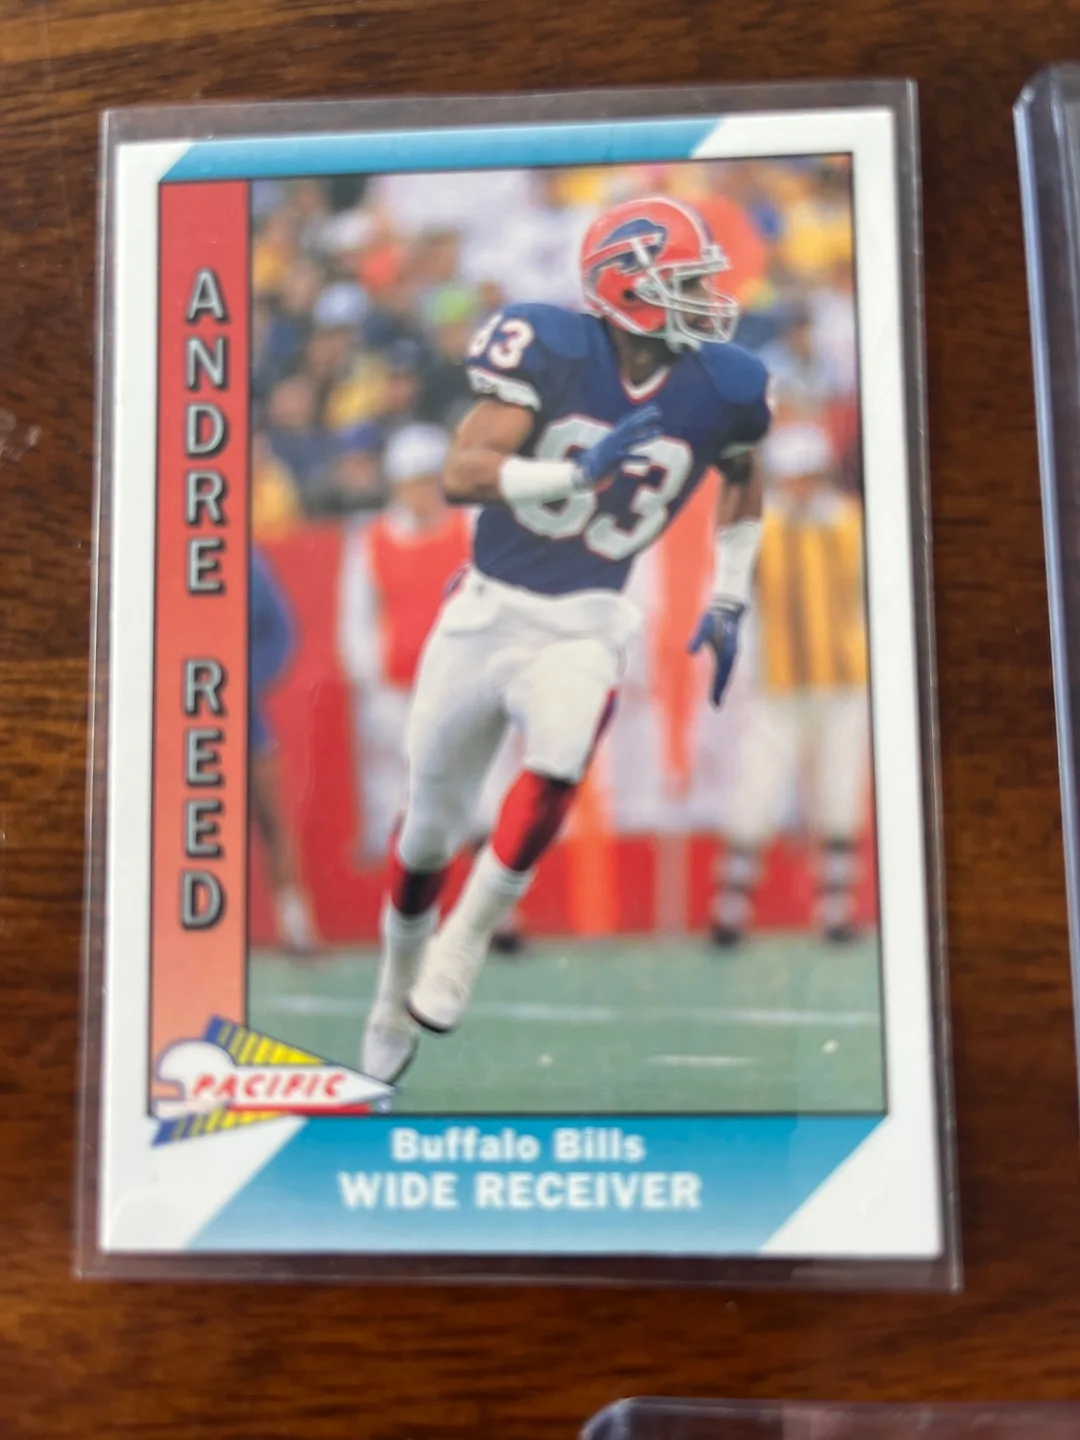 ANDRE REED
83
83
PACIFIC
Buffalo Bills
WIDE RECEIVER